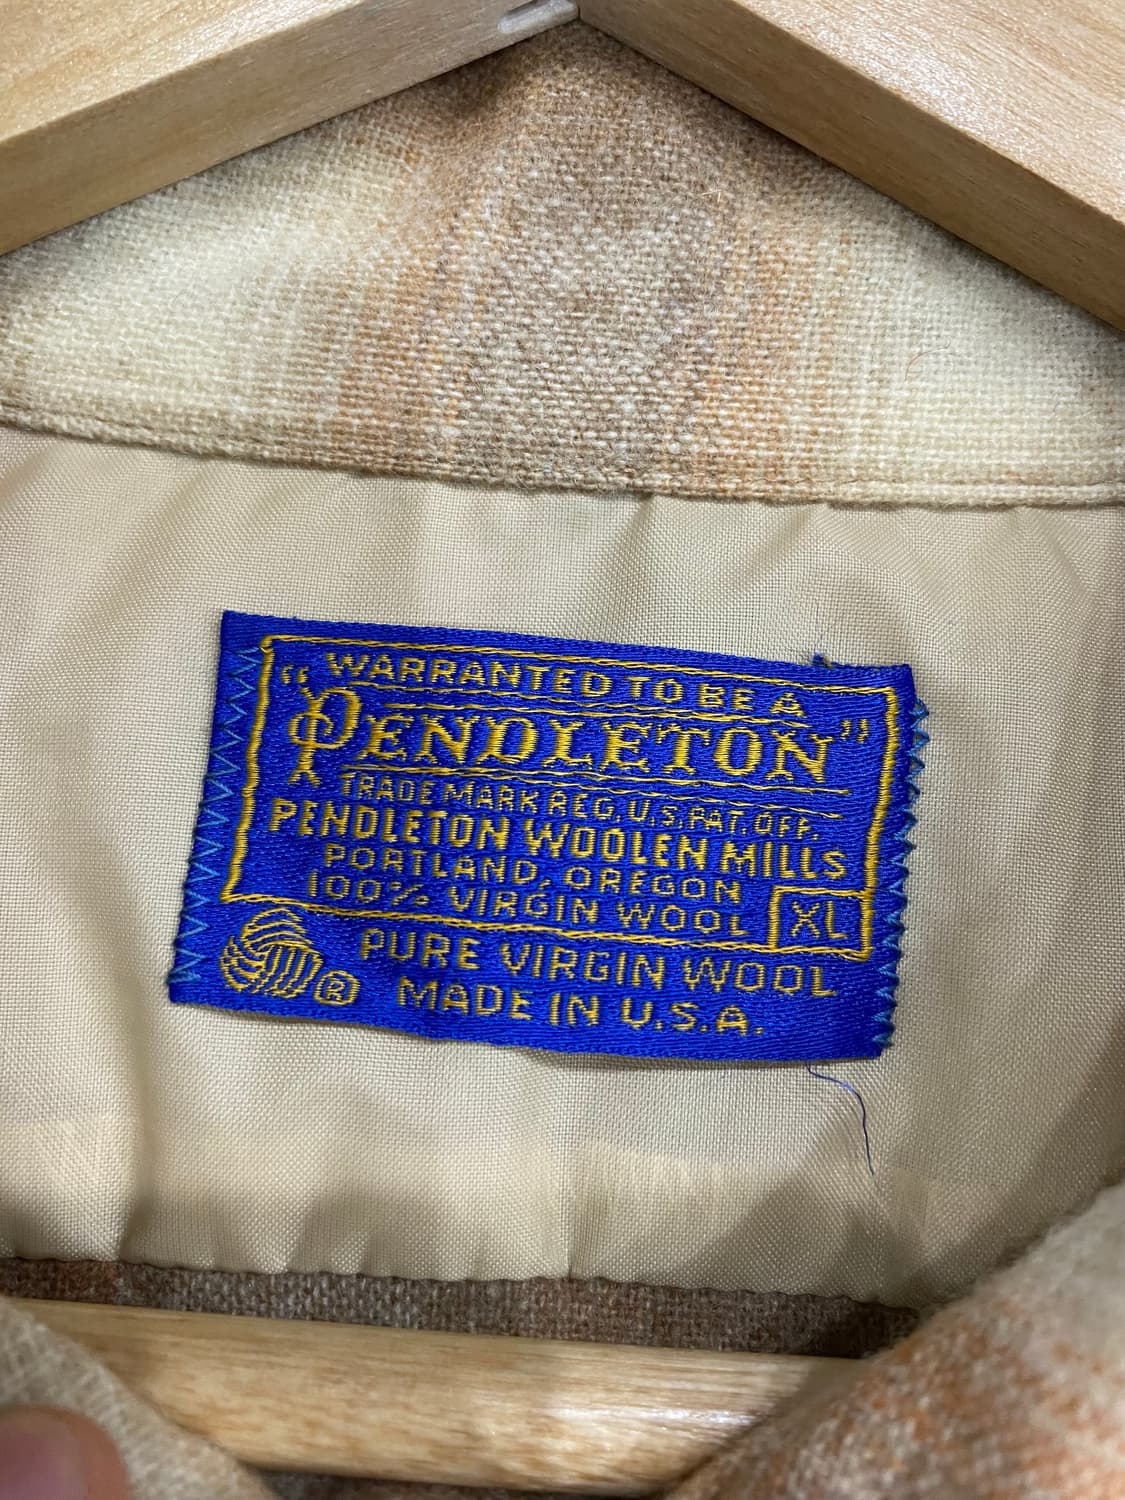 WARRANTED TO BE A
"PENDLETON"
TRADE MARK REG. U.S. PAT. OFF.
PENDLETON WOOLEN MILLS
PORTLAND, OREGON
100% VIRGIN WOOL XL
PURE VIRGIN WOOL
® MADE IN U.S.A.